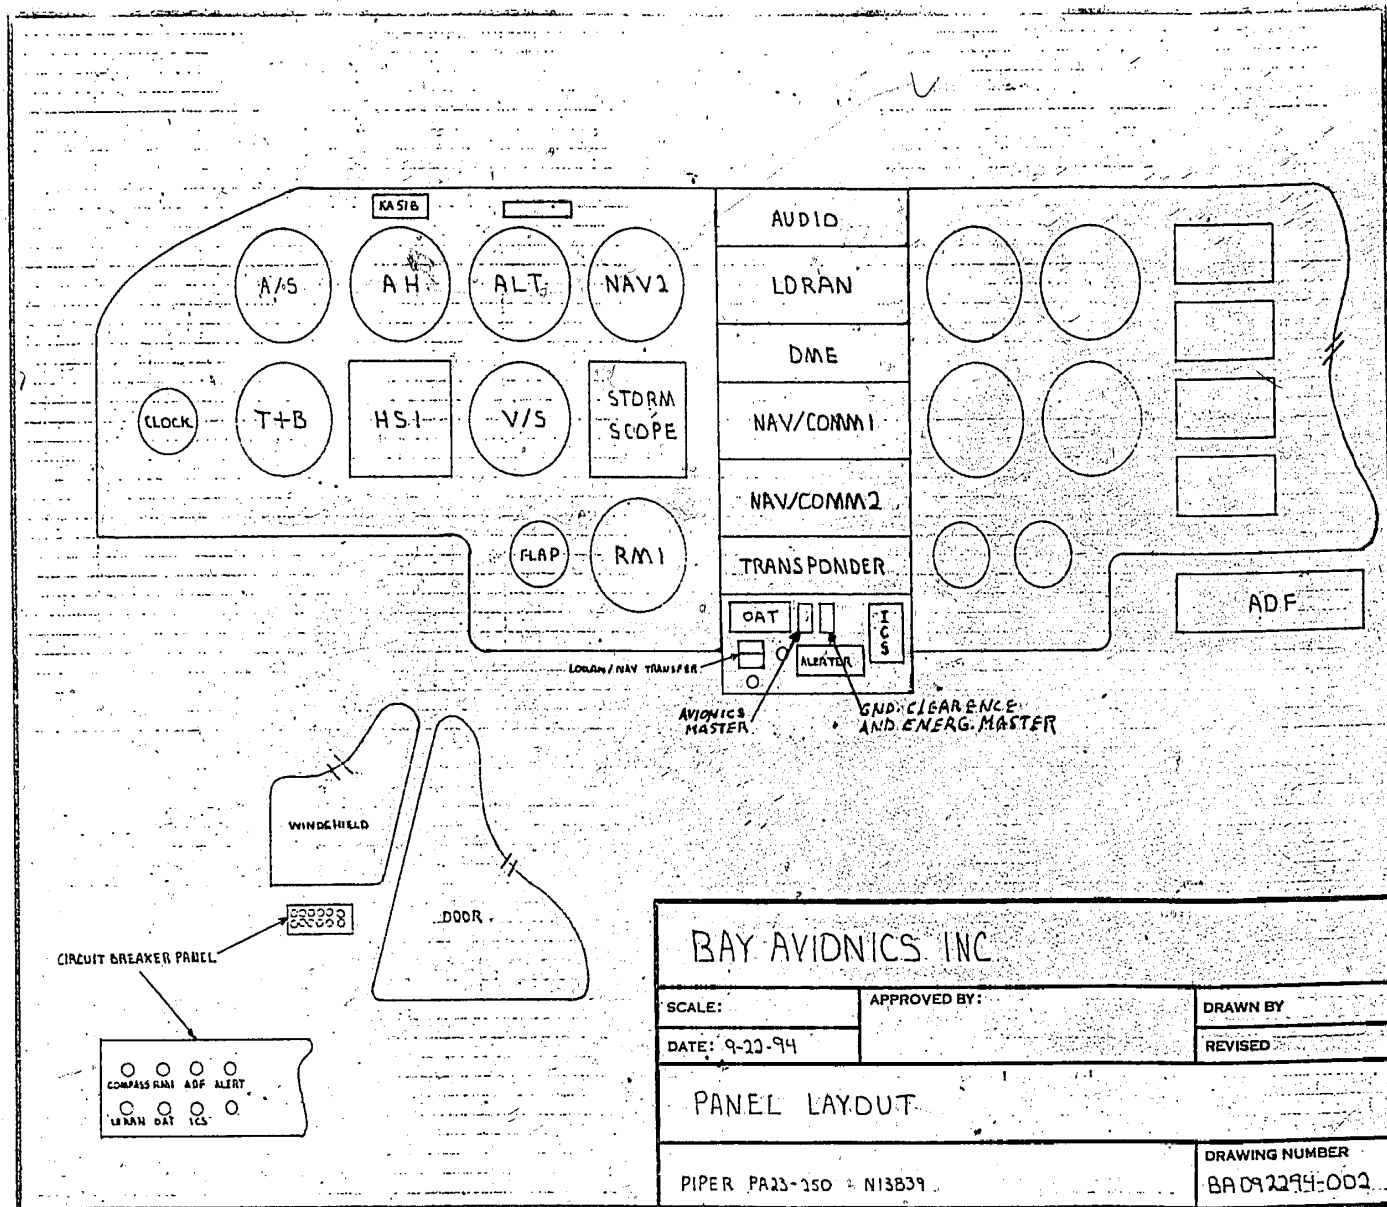 KA51B
A/S
AH
ALT
NAV2
CLOCK
T+B
HSI
V/S
STORM
SCOPE
FLAP
RMI
AUDIO
LORAN
DME
NAV/COMM1
NAV/COMM2
TRANSPONDER
OAT
ICS
ALERTER
ADF
LORAN/NAV TRANSFER
AVIONICS
MASTER
GND. CLEARENCE
AND ENERG. MASTER
WINDSHIELD
DOOR
CIRCUIT BREAKER PANEL
COMPASS RMI ADF ALERT
LORAN OAT ICS
BAY AVIONICS INC
SCALE:
APPROVED BY:
DRAWN BY
DATE: 9-22-94
REVISED
PANEL LAYOUT
DRAWING NUMBER
PIPER PA23-250 N13839
BA092294-002